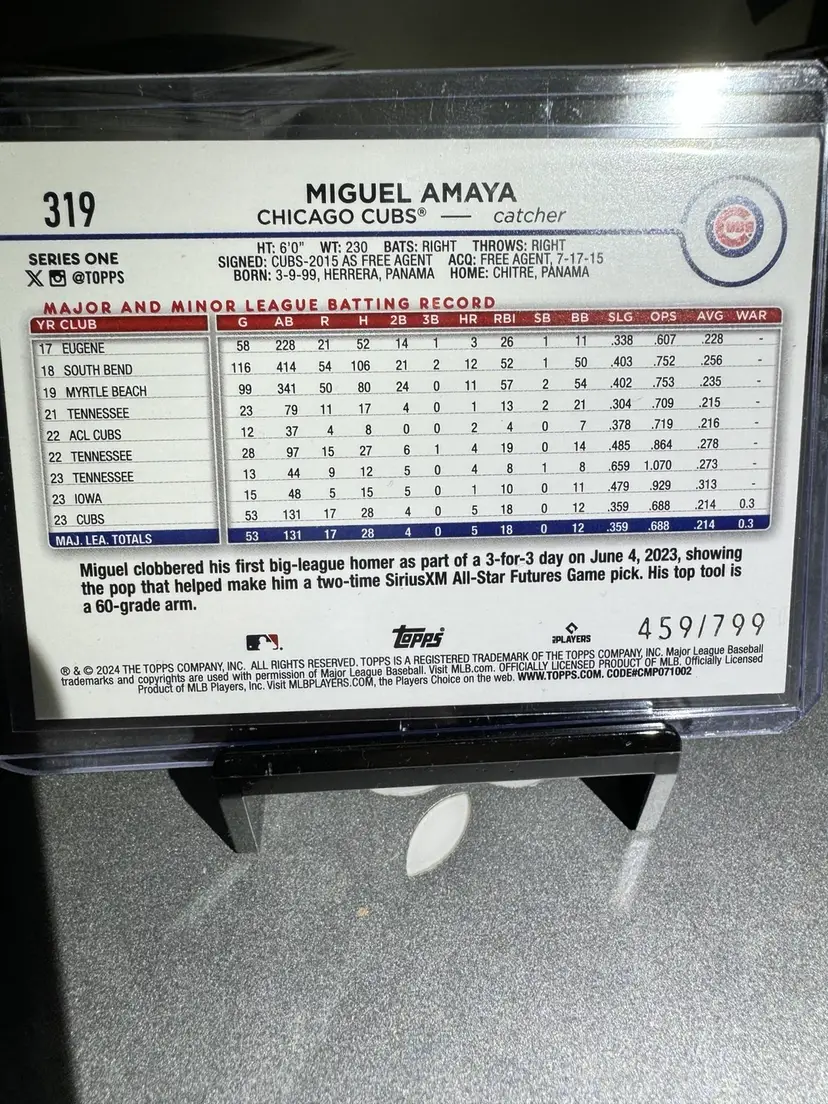 319
MIGUEL AMAYA
CHICAGO CUBS® — catcher
CUBS
SERIES ONE
X @TOPPS
HT: 6'0" WT: 230 BATS: RIGHT THROWS: RIGHT
SIGNED: CUBS-2015 AS FREE AGENT ACQ: FREE AGENT, 7-17-15
BORN: 3-9-99, HERRERA, PANAMA HOME: CHITRE, PANAMA
MAJOR AND MINOR LEAGUE BATTING RECORD
YR CLUB G AB R H 2B 3B HR RBI SB BB SLG OPS AVG WAR
17 EUGENE 58 228 21 52 14 1 3 26 1 11 .338 .607 .228 -
18 SOUTH BEND 116 414 54 106 21 2 12 52 1 50 .403 .752 .256 -
19 MYRTLE BEACH 99 341 50 80 24 0 11 57 2 54 .402 .753 .235 -
21 TENNESSEE 23 79 11 17 4 0 1 13 2 21 .304 .709 .215 -
22 ACL CUBS 12 37 4 8 0 0 2 4 0 7 .378 .719 .216 -
22 TENNESSEE 28 97 15 27 6 1 4 19 0 14 .485 .864 .278 -
23 TENNESSEE 13 44 9 12 5 0 4 8 1 8 .659 1.070 .273 -
23 IOWA 15 48 5 15 5 0 1 10 0 11 .479 .929 .313 -
23 CUBS 53 131 17 28 4 0 5 18 0 12 .359 .688 .214 0.3
MAJ. LEA. TOTALS 53 131 17 28 4 0 5 18 0 12 .359 .688 .214 0.3
Miguel clobbered his first big-league homer as part of a 3-for-3 day on June 4, 2023, showing
the pop that helped make him a two-time SiriusXM All-Star Futures Game pick. His top tool is
a 60-grade arm.
topps
PLAYERS
459/799
® & © 2024 THE TOPPS COMPANY, INC. ALL RIGHTS RESERVED. TOPPS IS A REGISTERED TRADEMARK OF THE TOPPS COMPANY, INC. Major League Baseball
trademarks and copyrights are used with permission of Major League Baseball. Visit MLB.com. OFFICIALLY LICENSED PRODUCT OF MLB. Officially Licensed
Product of MLB Players, Inc. Visit MLBPLAYERS.COM, the Players Choice on the web. WWW.TOPPS.COM. CODE#CMP071002